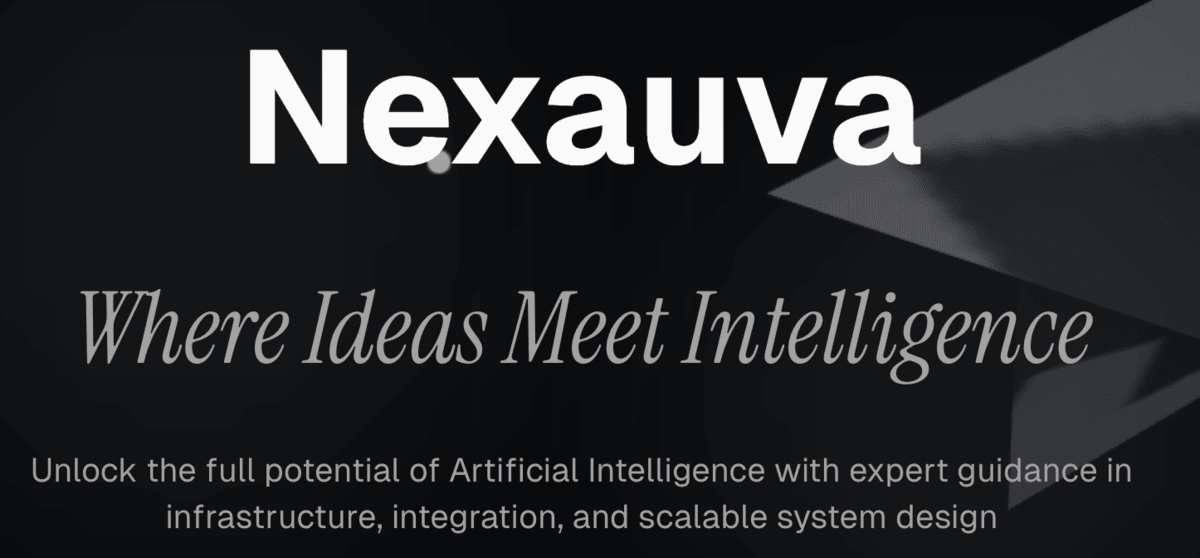 Nexauva
Where Ideas Meet Intelligence
Unlock the full potential of Artificial Intelligence with expert guidance in
infrastructure, integration, and scalable system design